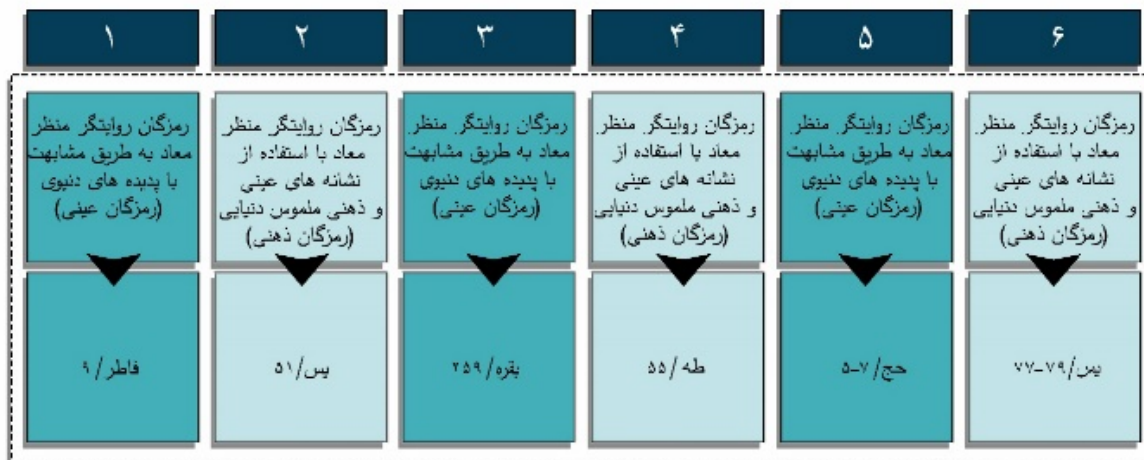 ۱
۲
۳
۴
۵
۶
رمزگان روایتگر منظر
معاد به طریق مشابهت
با پدیده های دنیوی
(رمزگان عینی)
رمزگان روایتگر منظر
معاد با استفاده از
نشانه های عینی
و ذهنی ملموس دنیایی
(رمزگان ذهنی)
رمزگان روایتگر منظر
معاد به طریق مشابهت
با پدیده های دنیوی
(رمزگان عینی)
رمزگان روایتگر منظر
معاد با استفاده از
نشانه های عینی
و ذهنی ملموس دنیایی
(رمزگان ذهنی)
رمزگان روایتگر منظر
معاد به طریق مشابهت
با پدیده های دنیوی
(رمزگان عینی)
رمزگان روایتگر منظر
معاد با استفاده از
نشانه های عینی
و ذهنی ملموس دنیایی
(رمزگان ذهنی)
فاطر/۹
یس/۵۱
بقره/۲۵۹
طه/۵۵
حج/۷-۵
یس/۷۹-۷۷